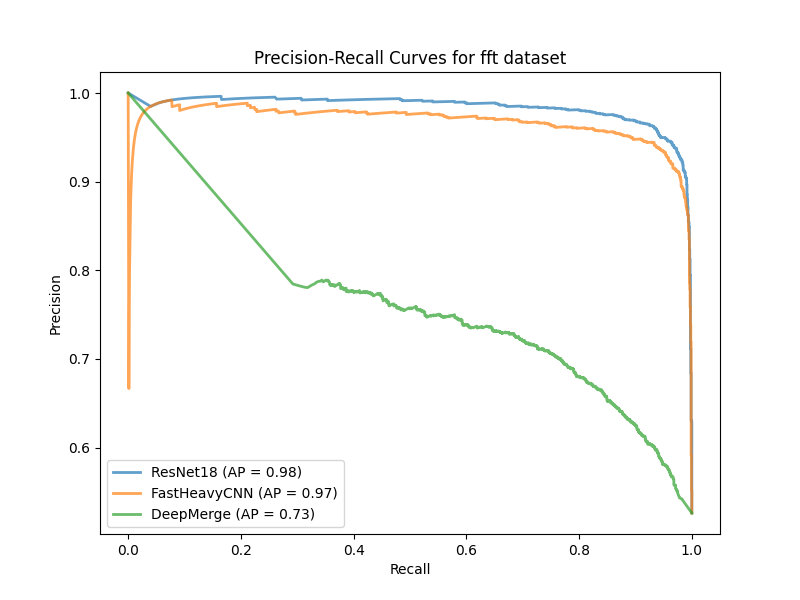 Precision-Recall Curves for fft dataset
Precision
1.0
0.9
0.8
0.7
0.6
ResNet18 (AP = 0.98)
FastHeavyCNN (AP = 0.97)
DeepMerge (AP = 0.73)
0.0 0.2 0.4 0.6 0.8 1.0
Recall